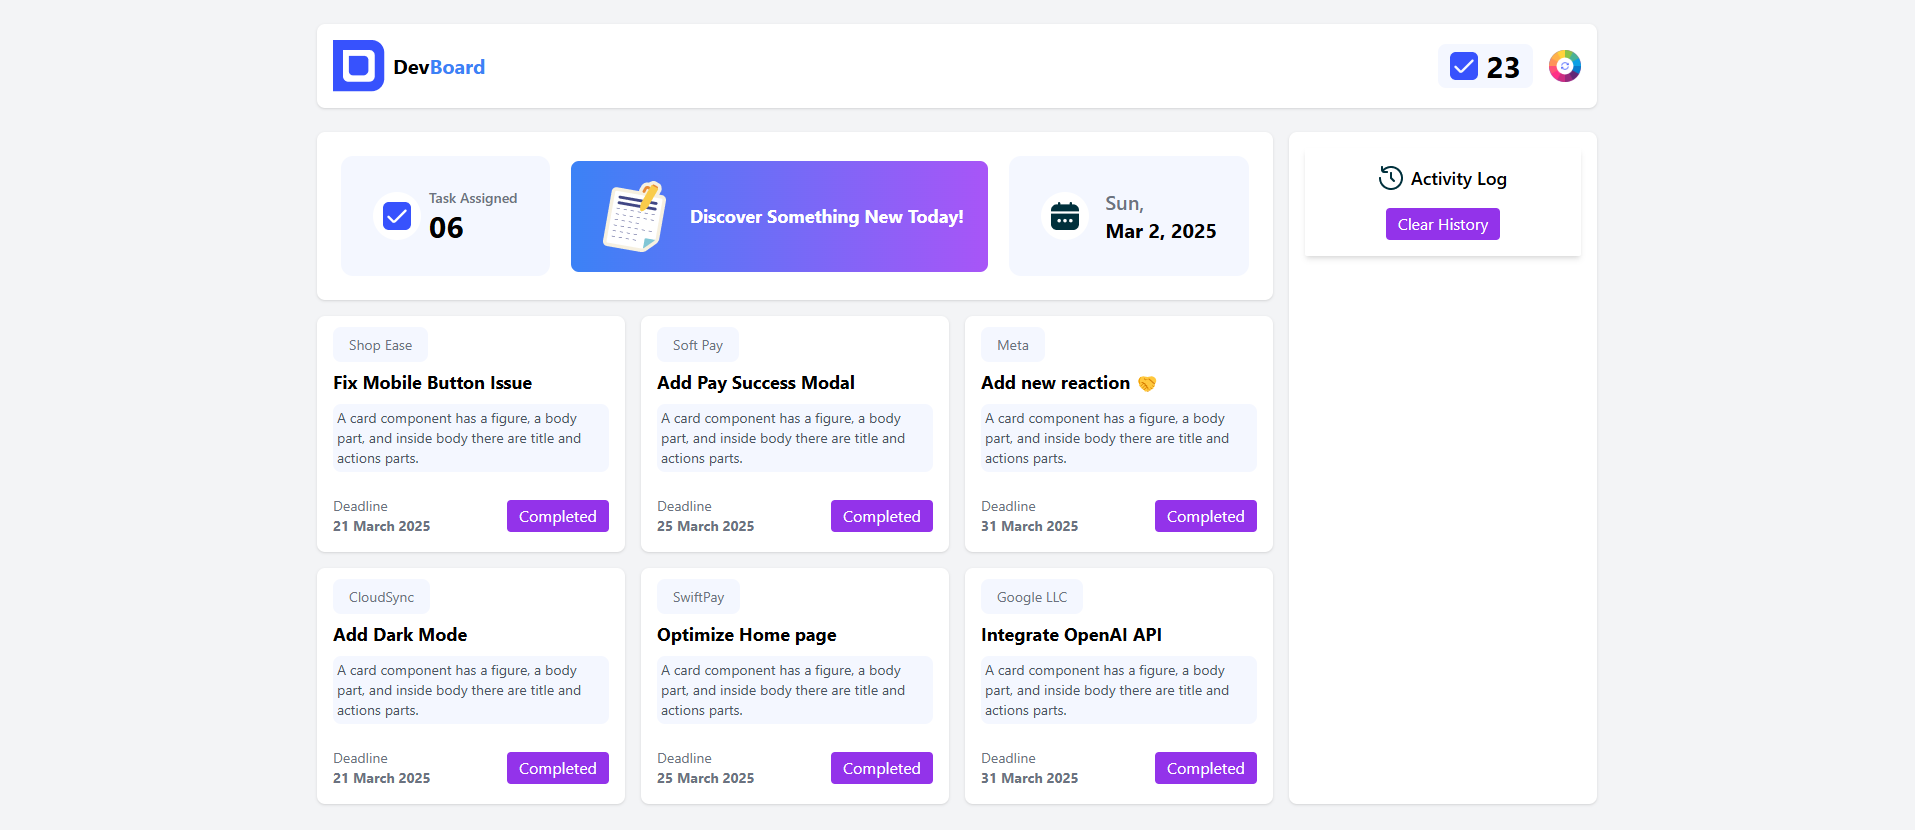 DevBoard
23
Task Assigned
06
Discover Something New Today!
Sun,
Mar 2, 2025
Activity Log
Clear History
Shop Ease
Fix Mobile Button Issue
A card component has a figure, a body
part, and inside body there are title and
actions parts.
Deadline
21 March 2025
Completed
Soft Pay
Add Pay Success Modal
A card component has a figure, a body
part, and inside body there are title and
actions parts.
Deadline
25 March 2025
Completed
Meta
Add new reaction 🤝
A card component has a figure, a body
part, and inside body there are title and
actions parts.
Deadline
31 March 2025
Completed
CloudSync
Add Dark Mode
A card component has a figure, a body
part, and inside body there are title and
actions parts.
Deadline
21 March 2025
Completed
SwiftPay
Optimize Home page
A card component has a figure, a body
part, and inside body there are title and
actions parts.
Deadline
25 March 2025
Completed
Google LLC
Integrate OpenAI API
A card component has a figure, a body
part, and inside body there are title and
actions parts.
Deadline
31 March 2025
Completed